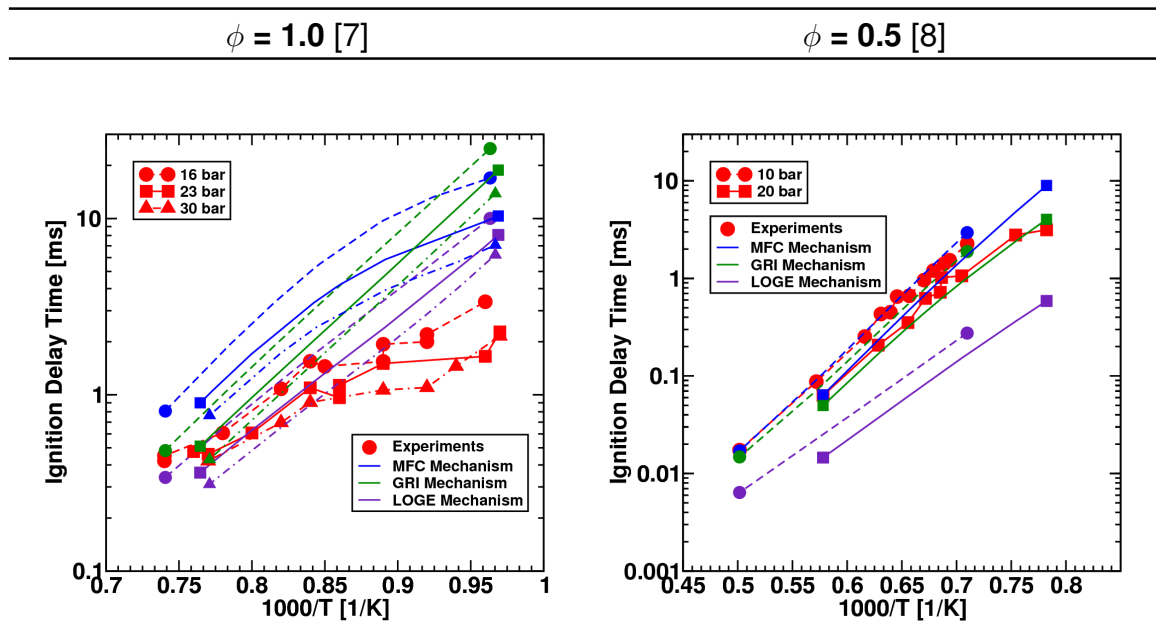 ϕ = 1.0 [7]
ϕ = 0.5 [8]
Ignition Delay Time [ms]
10
1
0.1
16 bar
23 bar
30 bar
Experiments
MFC Mechanism
GRI Mechanism
LOGE Mechanism
0.7 0.75 0.8 0.85 0.9 0.95 1
1000/T [1/K]
Ignition Delay Time [ms]
10
1
0.1
0.01
0.001
10 bar
20 bar
Experiments
MFC Mechanism
GRI Mechanism
LOGE Mechanism
0.45 0.5 0.55 0.6 0.65 0.7 0.75 0.8
1000/T [1/K]